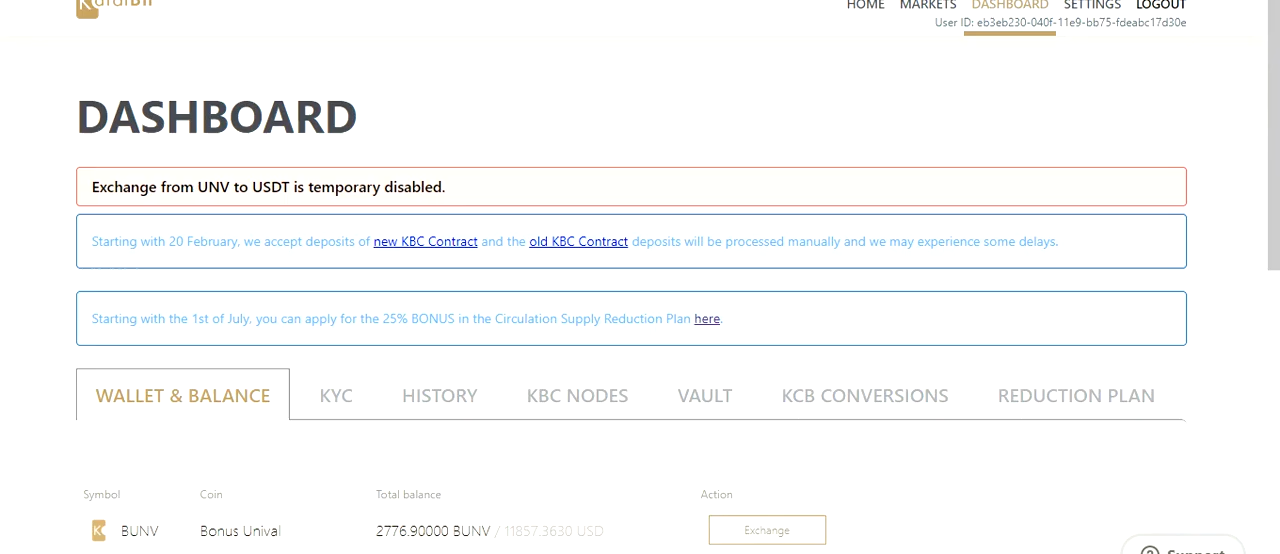 HOME MARKETS DASHBOARD SETTINGS LOGOUT
User ID: eb3eb230-040f-11e9-bb75-fdeabc17d30e
DASHBOARD
Exchange from UNV to USDT is temporary disabled.
Starting with 20 February, we accept deposits of new KBC Contract and the old KBC Contract deposits will be processed manually and we may experience some delays.
Starting with the 1st of July, you can apply for the 25% BONUS in the Circulation Supply Reduction Plan here.
WALLET & BALANCE KYC HISTORY KBC NODES VAULT KCB CONVERSIONS REDUCTION PLAN
Symbol Coin Total balance Action
BUNV Bonus Unival 2776.90000 BUNV / 11857.3630 USD Exchange
Support